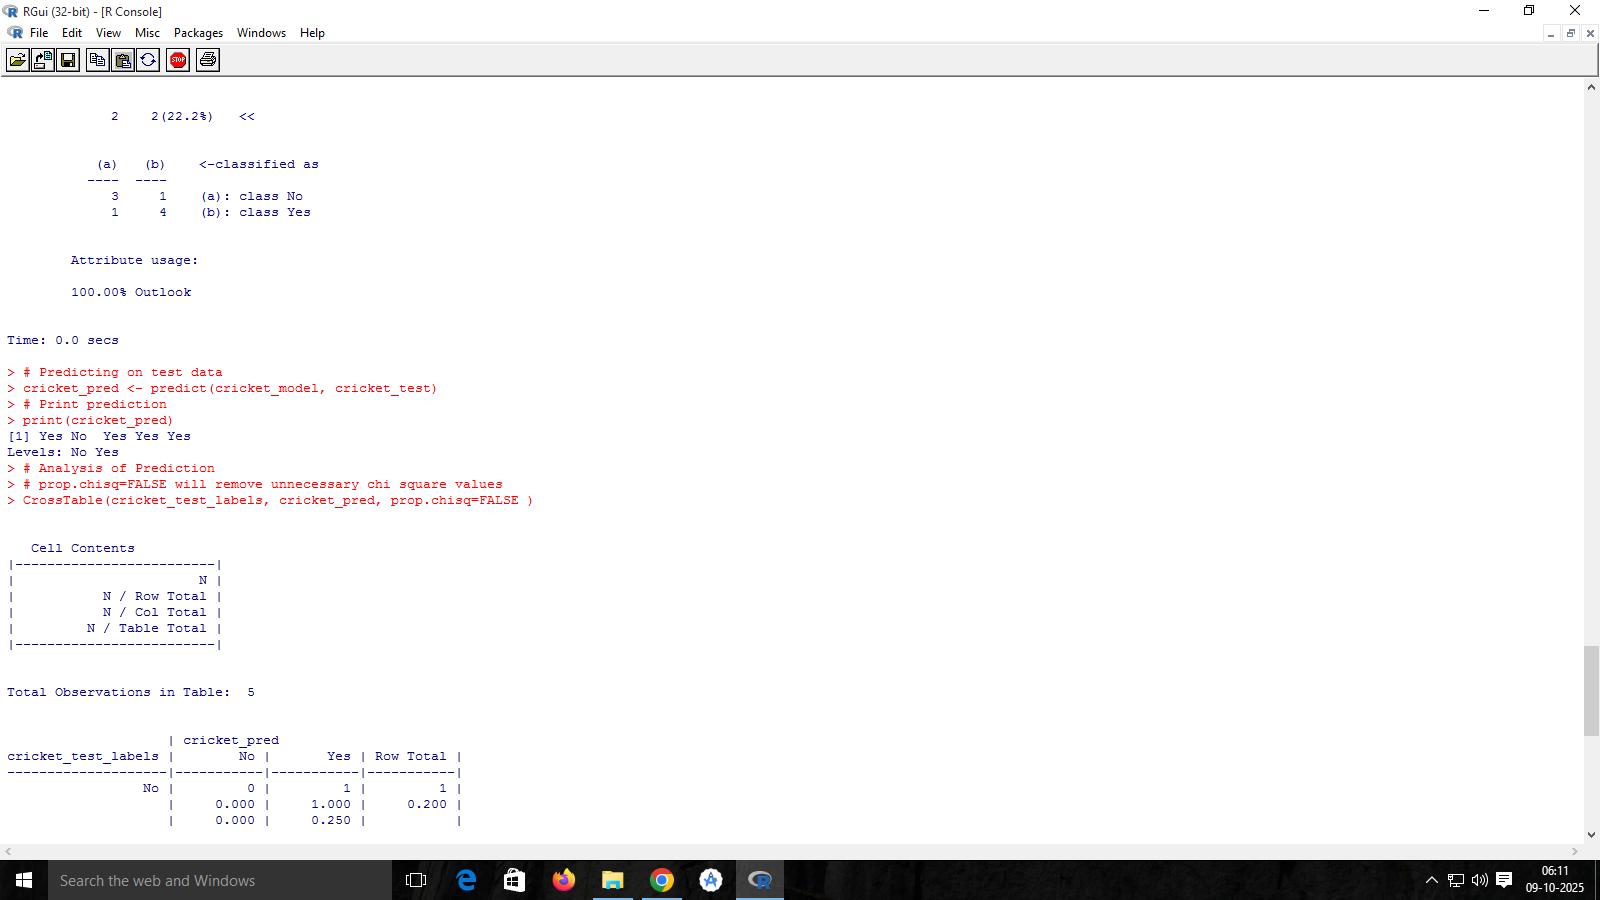 RGui (32-bit) - [R Console]
File Edit View Misc Packages Windows Help
STOP
2 2(22.2%) <<
(a) (b) <-classified as
---- ----
3 1 (a): class No
1 4 (b): class Yes
Attribute usage:
100.00% Outlook
Time: 0.0 secs
> # Predicting on test data
> cricket_pred <- predict(cricket_model, cricket_test)
> # Print prediction
> print(cricket_pred)
[1] Yes No  Yes Yes Yes
Levels: No Yes
> # Analysis of Prediction
> # prop.chisq=FALSE will remove unnecessary chi square values
> CrossTable(cricket_test_labels, cricket_pred, prop.chisq=FALSE )
Cell Contents
|-------------------------|
| N |
| N / Row Total |
| N / Col Total |
| N / Table Total |
|-------------------------|
Total Observations in Table:  5
| cricket_pred
cricket_test_labels | No | Yes | Row Total |
--------------------|-----------|-----------|-----------|
No | 0 | 1 | 1 |
| 0.000 | 1.000 | 0.200 |
| 0.000 | 0.250 | |
Search the web and Windows
06:11
09-10-2025